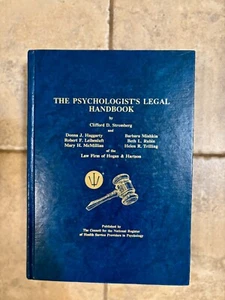 THE PSYCHOLOGIST'S LEGAL
HANDBOOK
by
Clifford D. Stromberg
and
Donna J. Haggarty Barbara Mishkin
Robert F. Leibenluft Beth L. Rubin
Mary H. McMillian Helen R. Trilling
of the
Law Firm of Hogan & Hartson
Published by
The Council for the National Register
of Health Service Providers in Psychology